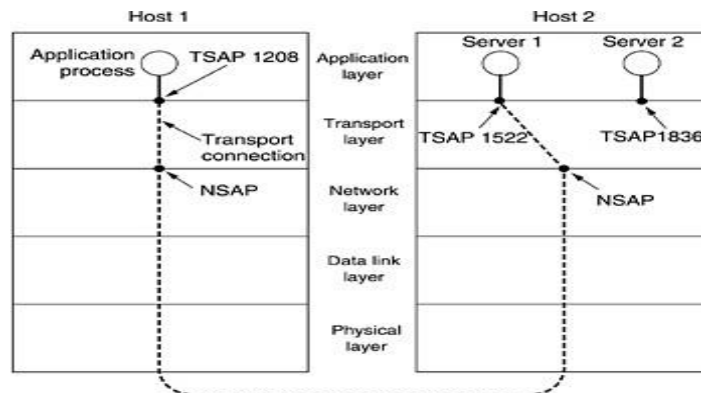 Host 1
Host 2
Application
process
TSAP 1208
Application
layer
Server 1
Server 2
Transport
connection
Transport
layer
TSAP 1522
TSAP1836
NSAP
Network
layer
NSAP
Data link
layer
Physical
layer